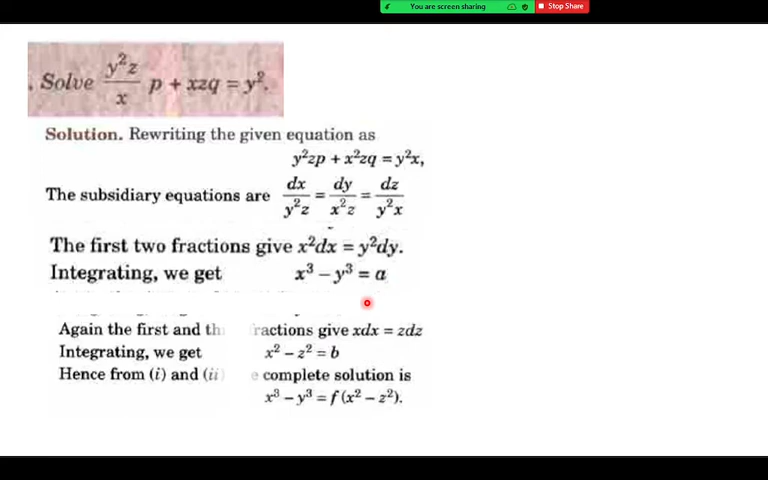 You are screen sharing Stop Share
. Solve y²z/x p + xzq = y².
Solution. Rewriting the given equation as
y²zp + x²zq = y²x,
The subsidiary equations are dx/y²z = dy/x²z = dz/y²x
The first two fractions give x²dx = y²dy.
Integrating, we get x³ – y³ = a
Again the first and th ractions give xdx = zdz
Integrating, we get x² – z² = b
Hence from (i) and (ii) e complete solution is
x³ – y³ = f (x² – z²).